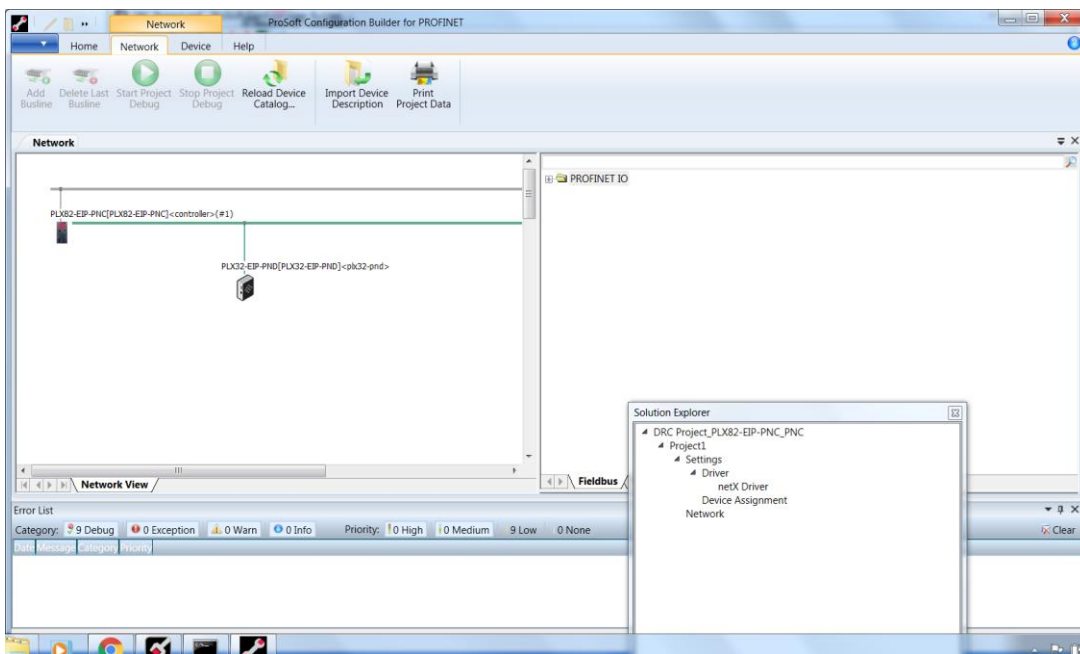 Network
ProSoft Configuration Builder for PROFINET
Home Network Device Help
Add Busline
Delete Last Busline
Start Project Debug
Stop Project Debug
Reload Device Catalog...
Import Device Description
Print Project Data
Network
PROFINET IO
PLX82-EIP-PNC[PLX82-EIP-PNC]<controller>(#1)
PLX32-EIP-PND[PLX32-EIP-PND]<plx32-pnd>
Network View
Fieldbus
Solution Explorer
DRC Project_PLX82-EIP-PNC_PNC
Project1
Settings
Driver
netX Driver
Device Assignment
Network
Error List
Category: 9 Debug 0 Exception 0 Warn 0 Info Priority: 0 High 0 Medium 9 Low 0 None Clear
Date Message Category Priority